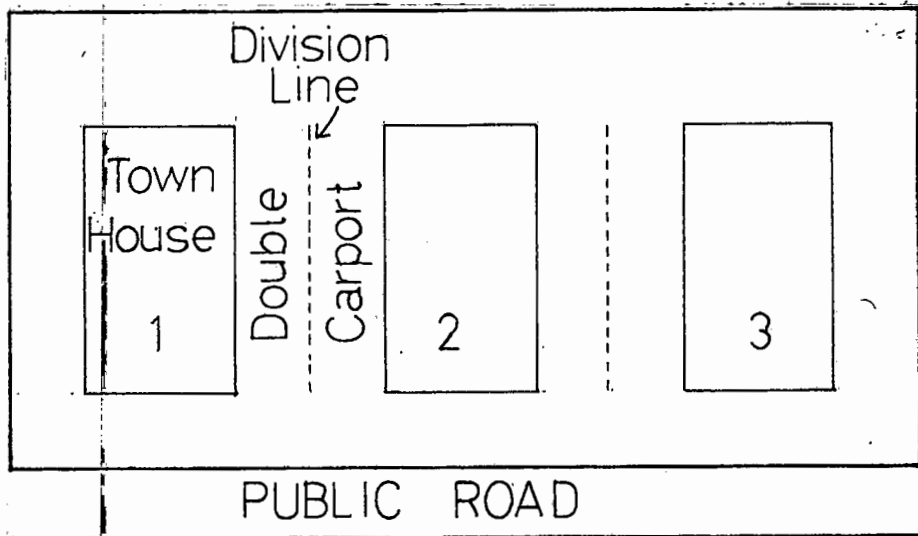 Division
Line
Town
House
Double
Carport
1
2
3
PUBLIC ROAD